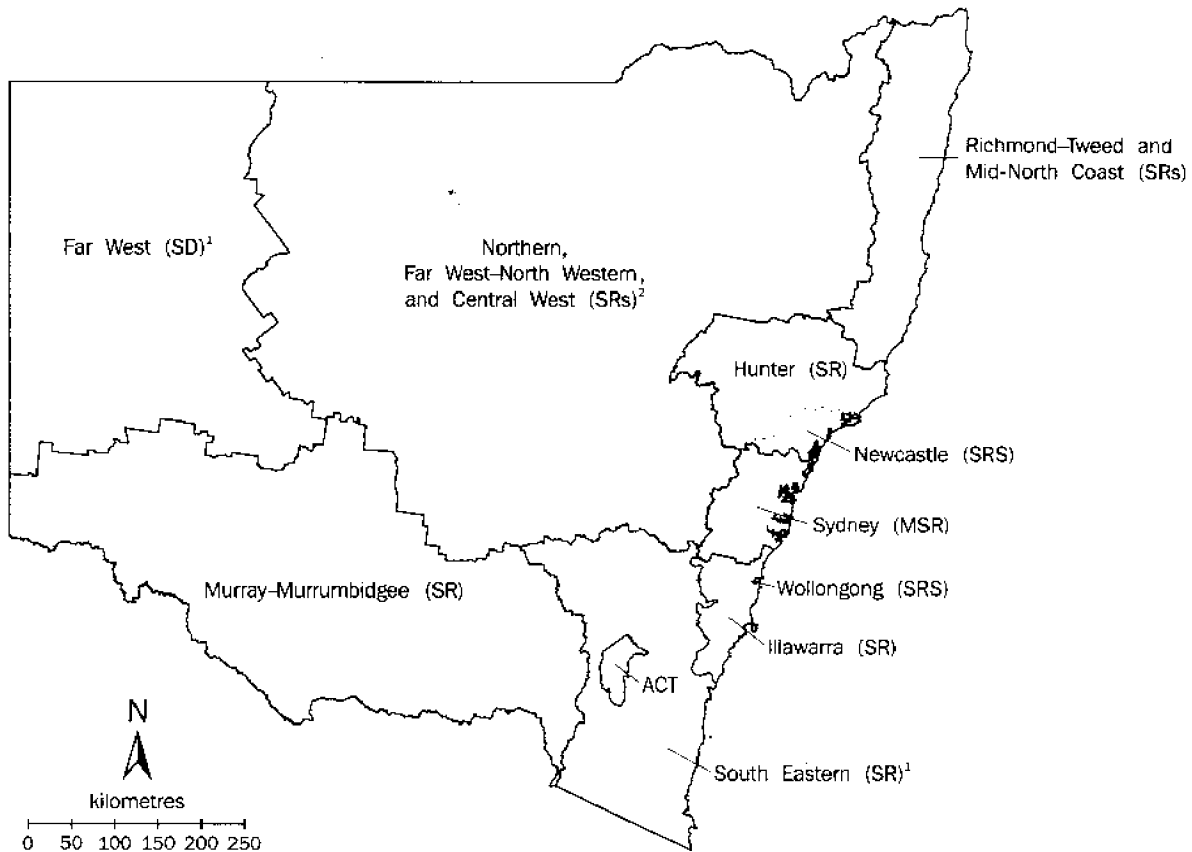 Richmond–Tweed and
Mid-North Coast (SRs)
Far West (SD)¹
Northern,
Far West–North Western,
and Central West (SRs)²
Hunter (SR)
Newcastle (SRS)
Sydney (MSR)
Wollongong (SRS)
Murray–Murrumbidgee (SR)
Illawarra (SR)
ACT
South Eastern (SR)¹
N
kilometres
0 50 100 150 200 250